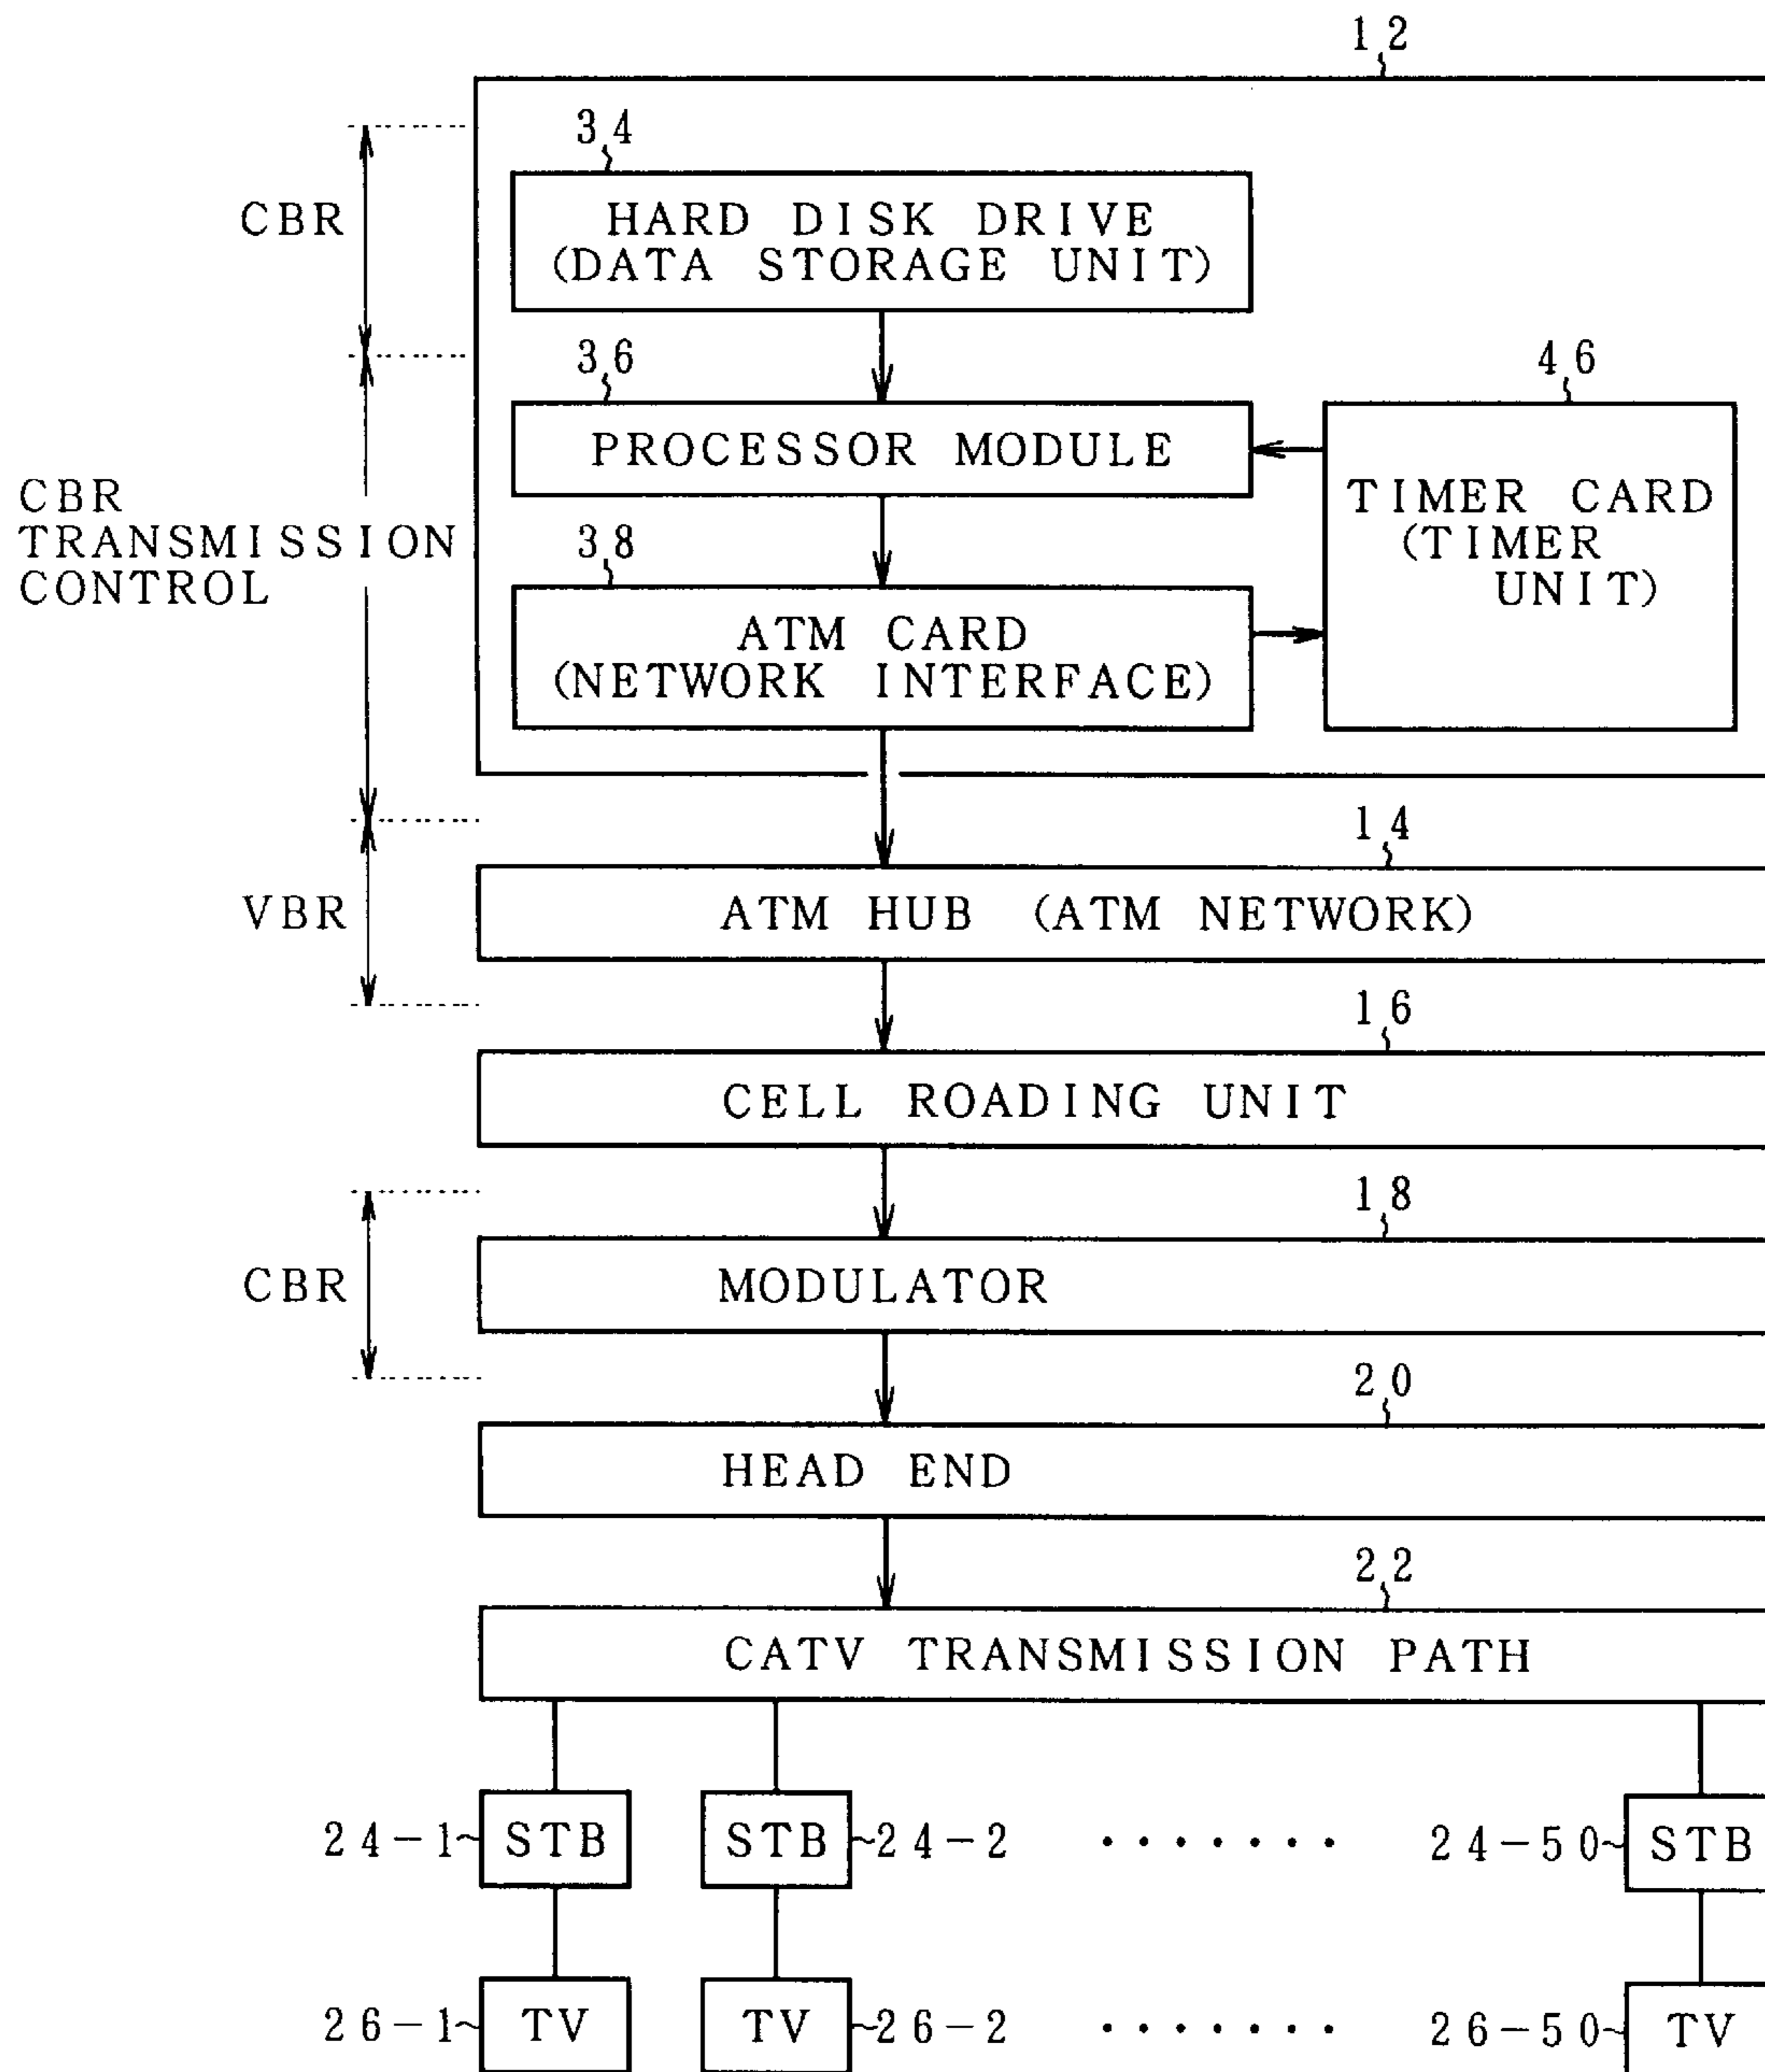 12
34
CBR
HARD DISK DRIVE
(DATA STORAGE UNIT)
36
46
PROCESSOR MODULE
CBR
TRANSMISSION
CONTROL
TIMER CARD
(TIMER
UNIT)
38
ATM CARD
(NETWORK INTERFACE)
14
VBR
ATM HUB (ATM NETWORK)
16
CELL ROADING UNIT
18
CBR
MODULATOR
20
HEAD END
22
CATV TRANSMISSION PATH
24-1 STB STB 24-2 ······· 24-50 STB
26-1 TV TV 26-2 ······· 26-50 TV